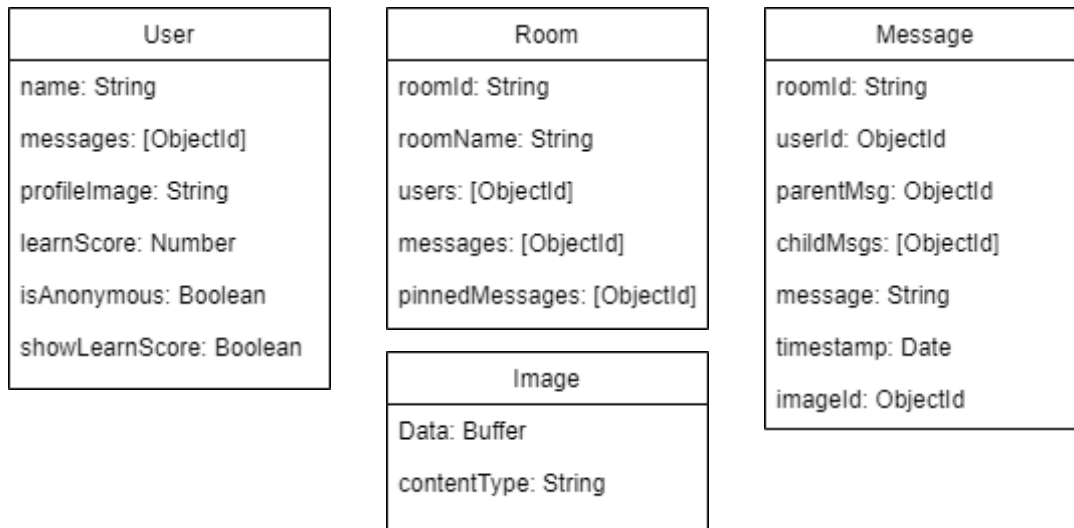 User
name: String
messages: [ObjectId]
profileImage: String
learnScore: Number
isAnonymous: Boolean
showLearnScore: Boolean
Room
roomId: String
roomName: String
users: [ObjectId]
messages: [ObjectId]
pinnedMessages: [ObjectId]
Image
Data: Buffer
contentType: String
Message
roomId: String
userId: ObjectId
parentMsg: ObjectId
childMsgs: [ObjectId]
message: String
timestamp: Date
imageId: ObjectId